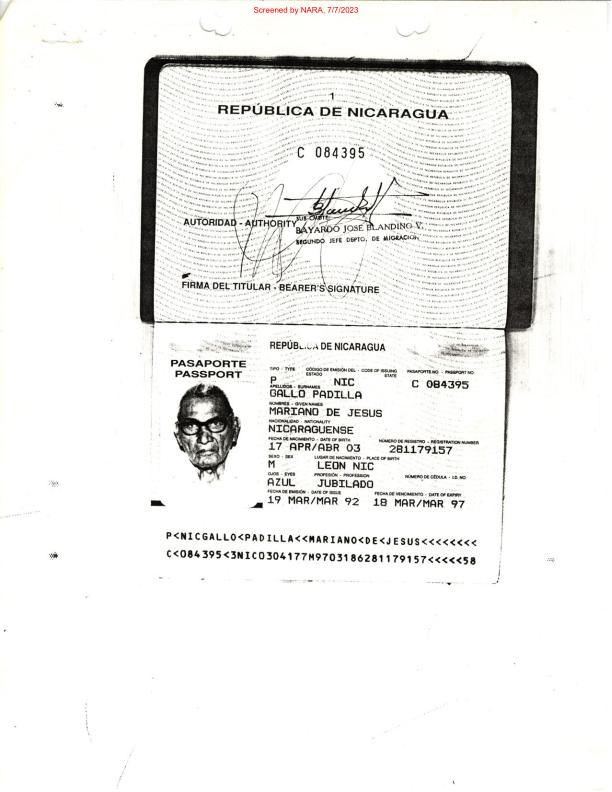 Screened by NARA, 7/7/2023
1
REPÚBLICA DE NICARAGUA
C 084395
AUTORIDAD - AUTHORITY
BAYARDO JOSE BLANDINO V.
SEGUNDO JEFE DEPTO. DE MIGRACION
FIRMA DEL TITULAR - BEARER'S SIGNATURE
REPÚBLICA DE NICARAGUA
PASAPORTE
PASSPORT
TIPO - TYPE CÓDIGO DE EMISIÓN DEL - CODE OF ISSUING PASAPORTE NO. - PASSPORT NO.
ESTADO STATE
P NIC C 084395
APELLIDOS - SURNAMES
GALLO PADILLA
NOMBRES - GIVEN NAMES
MARIANO DE JESUS
NACIONALIDAD - NATIONALITY
NICARAGUENSE
FECHA DE NACIMIENTO - DATE OF BIRTH NÚMERO DE REGISTRO - REGISTRATION NUMBER
17 APR/ABR 03 281179157
SEXO - SEX LUGAR DE NACIMIENTO - PLACE OF BIRTH
M LEON NIC
OJOS - EYES PROFESIÓN - PROFESSION NÚMERO DE CÉDULA - I.D. NO.
AZUL JUBILADO
FECHA DE EMISIÓN - DATE OF ISSUE FECHA DE VENCIMIENTO - DATE OF EXPIRY
19 MAR/MAR 92 18 MAR/MAR 97
P<NICGALLO<PADILLA<<MARIANO<DE<JESUS<<<<<<<<
C<084395<3NIC0304177M9703186281179157<<<<<58